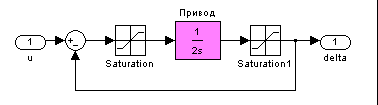 Привод
1
u
Saturation
1
2s
Saturation1
1
delta